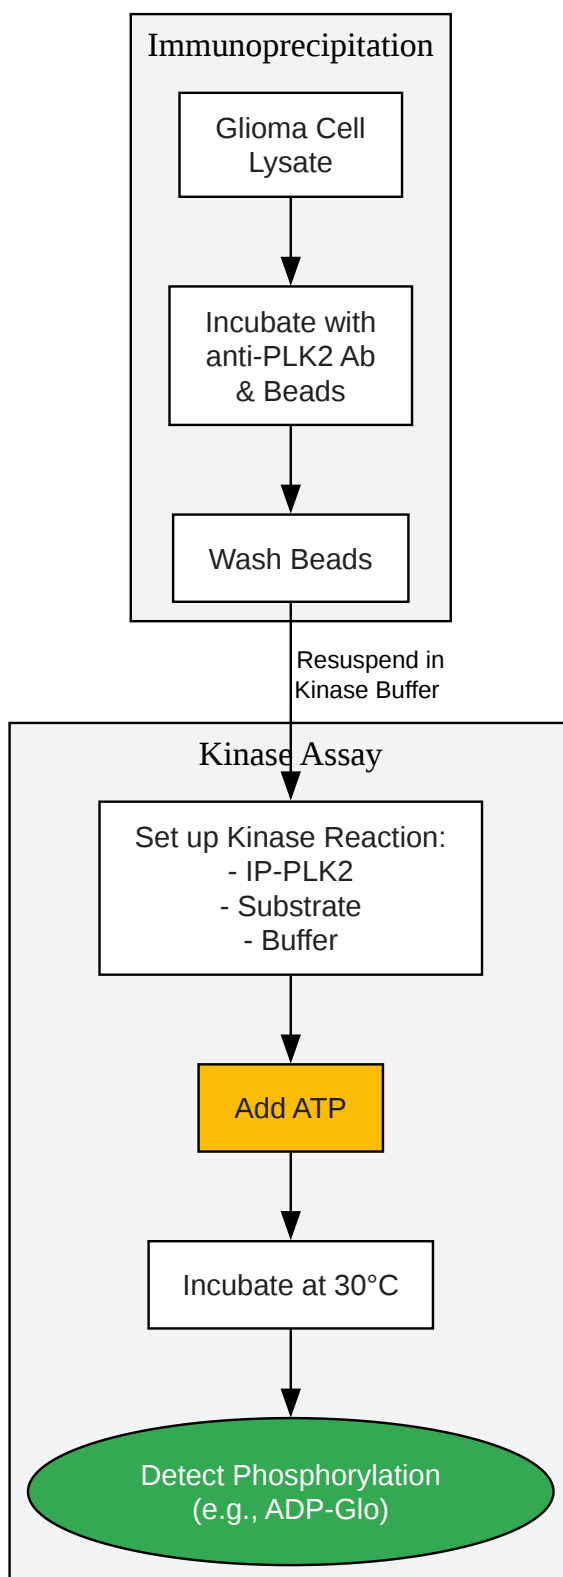 Immunoprecipitation
Glioma Cell
Lysate
Incubate with
anti-PLK2 Ab
& Beads
Wash Beads
Resuspend in
Kinase Buffer
Kinase Assay
Set up Kinase Reaction:
- IP-PLK2
- Substrate
- Buffer
Add ATP
Incubate at 30°C
Detect Phosphorylation
(e.g., ADP-Glo)